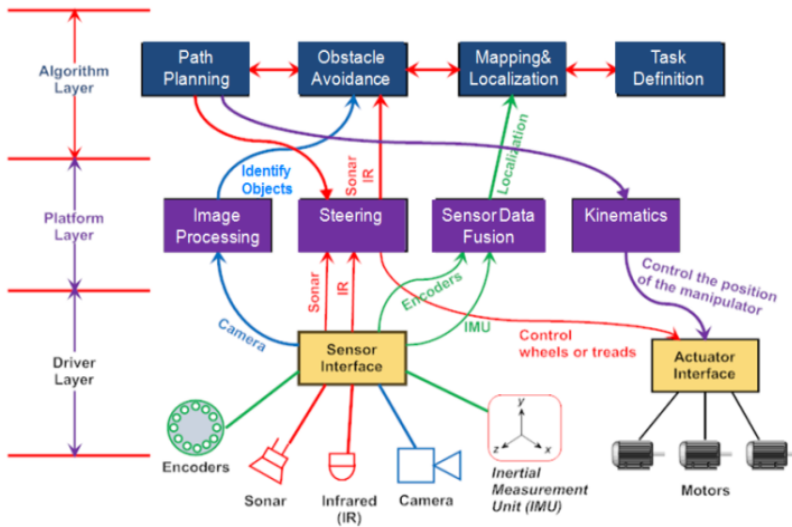 Algorithm
Layer
Path
Planning
Obstacle
Avoidance
Mapping&
Localization
Task
Definition
Identify
Objects
Sonar
IR
Localization
Platform
Layer
Image
Processing
Steering
Sensor Data
Fusion
Kinematics
Camera
Sonar
IR
Encoders
IMU
Control the position
of the manipulator
Control
wheels or treads
Driver
Layer
Sensor
Interface
Actuator
Interface
Encoders
Sonar
Infrared
(IR)
Camera
y
z
x
Inertial
Measurement
Unit (IMU)
Motors